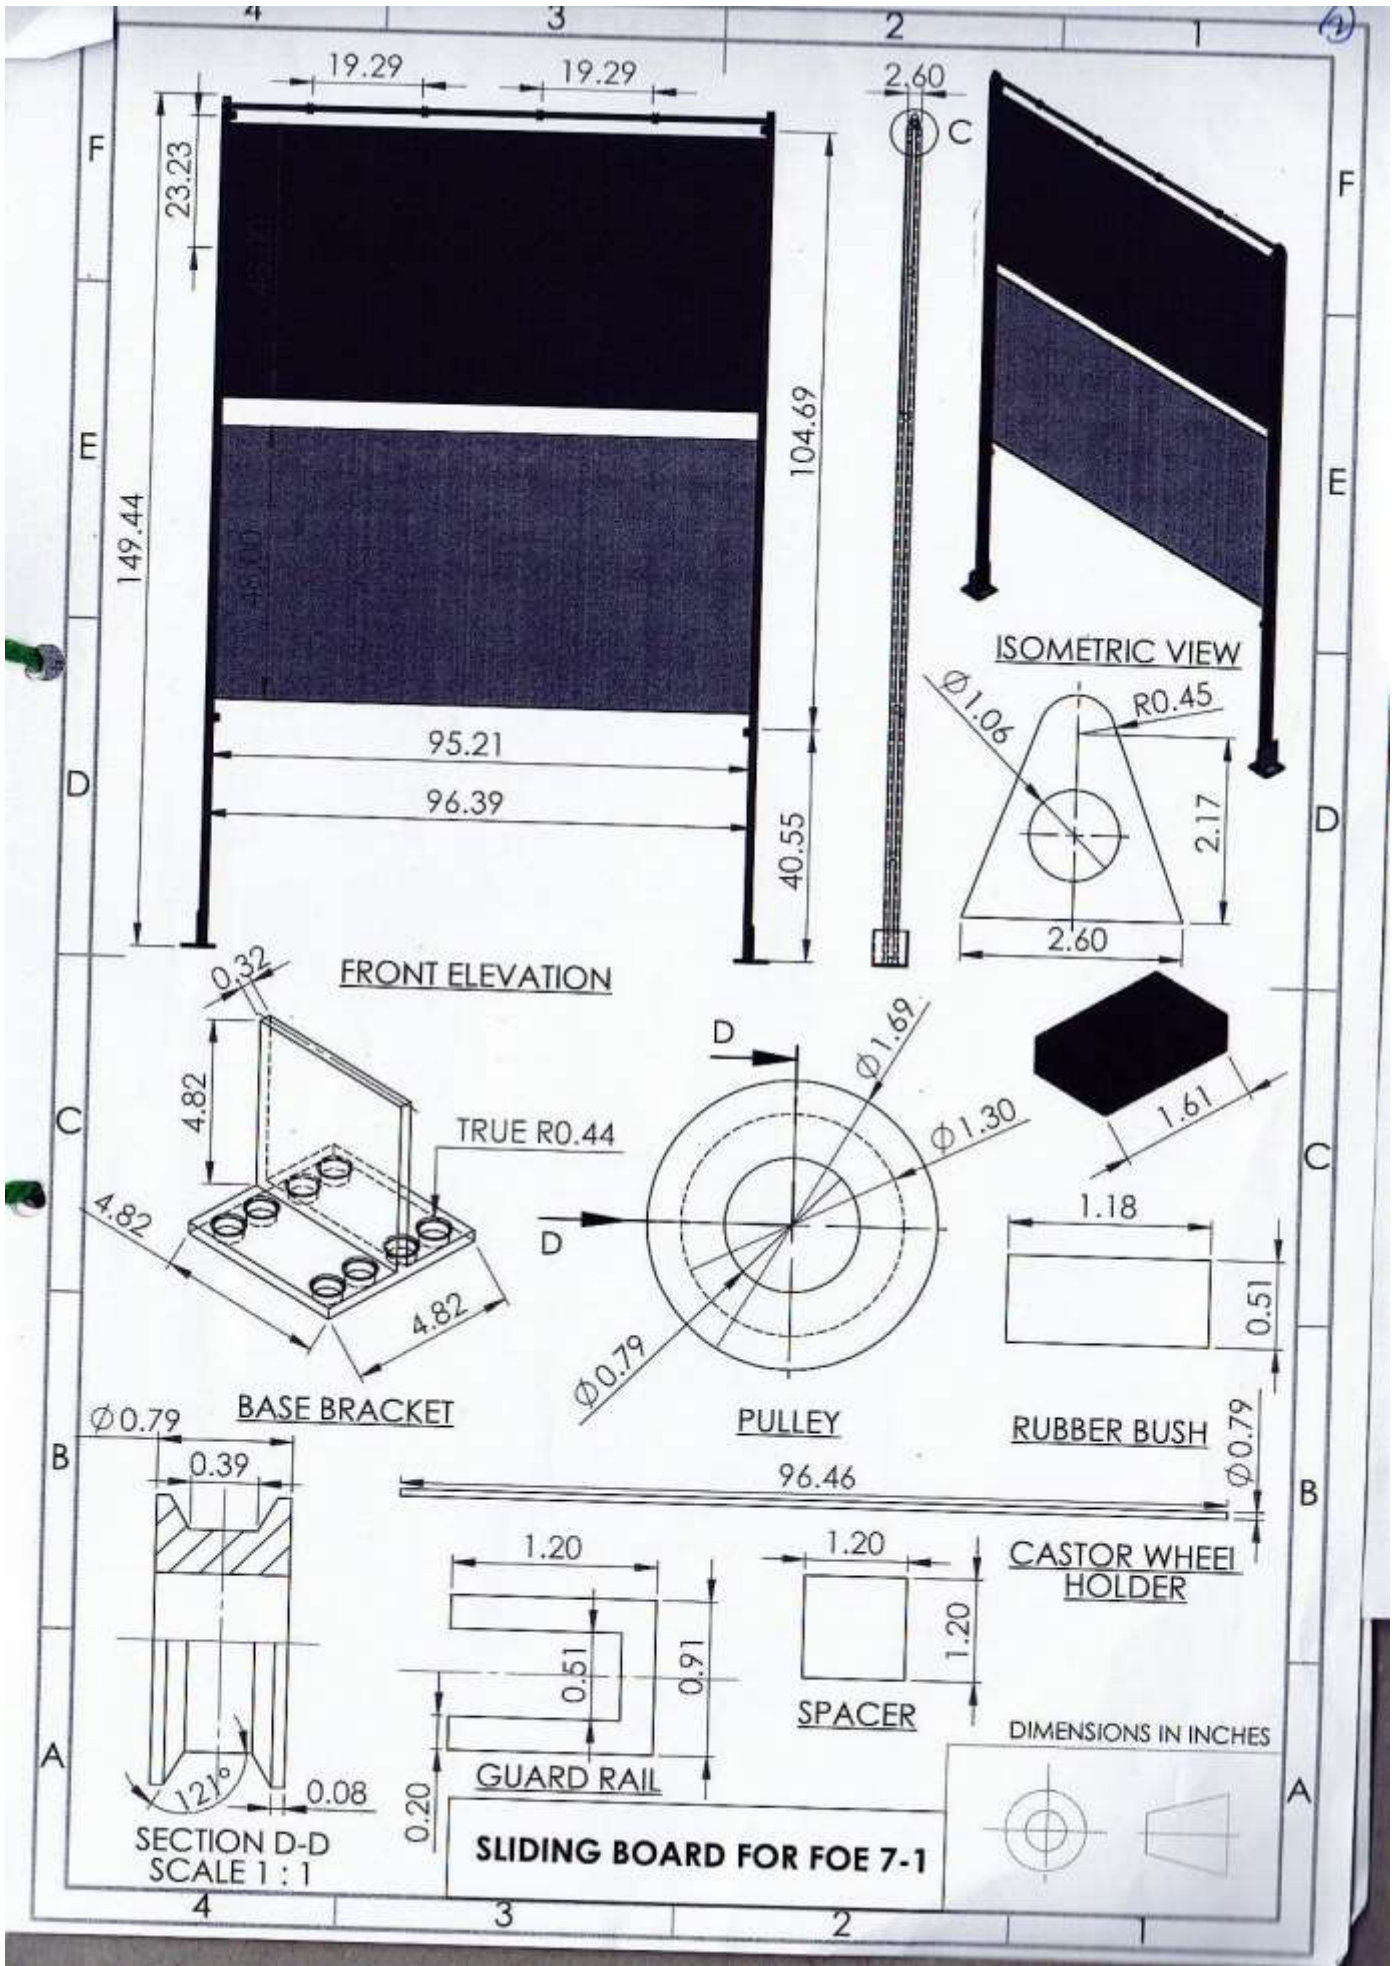 4 3 2 1
2
F
E
D
C
B
A
F
E
D
C
B
A
19.29 19.29
23.23
149.44
48.00
104.69
95.21
96.39
40.55
FRONT ELEVATION
2.60
C
ISOMETRIC VIEW
Ø1.06
R0.45
2.17
2.60
0.32
4.82
TRUE R0.44
4.82
4.82
BASE BRACKET
D
D
Ø1.69
Ø1.30
Ø0.79
PULLEY
1.61
1.18
0.51
RUBBER BUSH
Ø0.79
0.39
121°
0.08
SECTION D-D
SCALE 1 : 1
96.46
Ø0.79
CASTOR WHEEL
HOLDER
1.20
0.51
0.91
0.20
GUARD RAIL
1.20
1.20
SPACER
DIMENSIONS IN INCHES
SLIDING BOARD FOR FOE 7-1
4 3 2 1